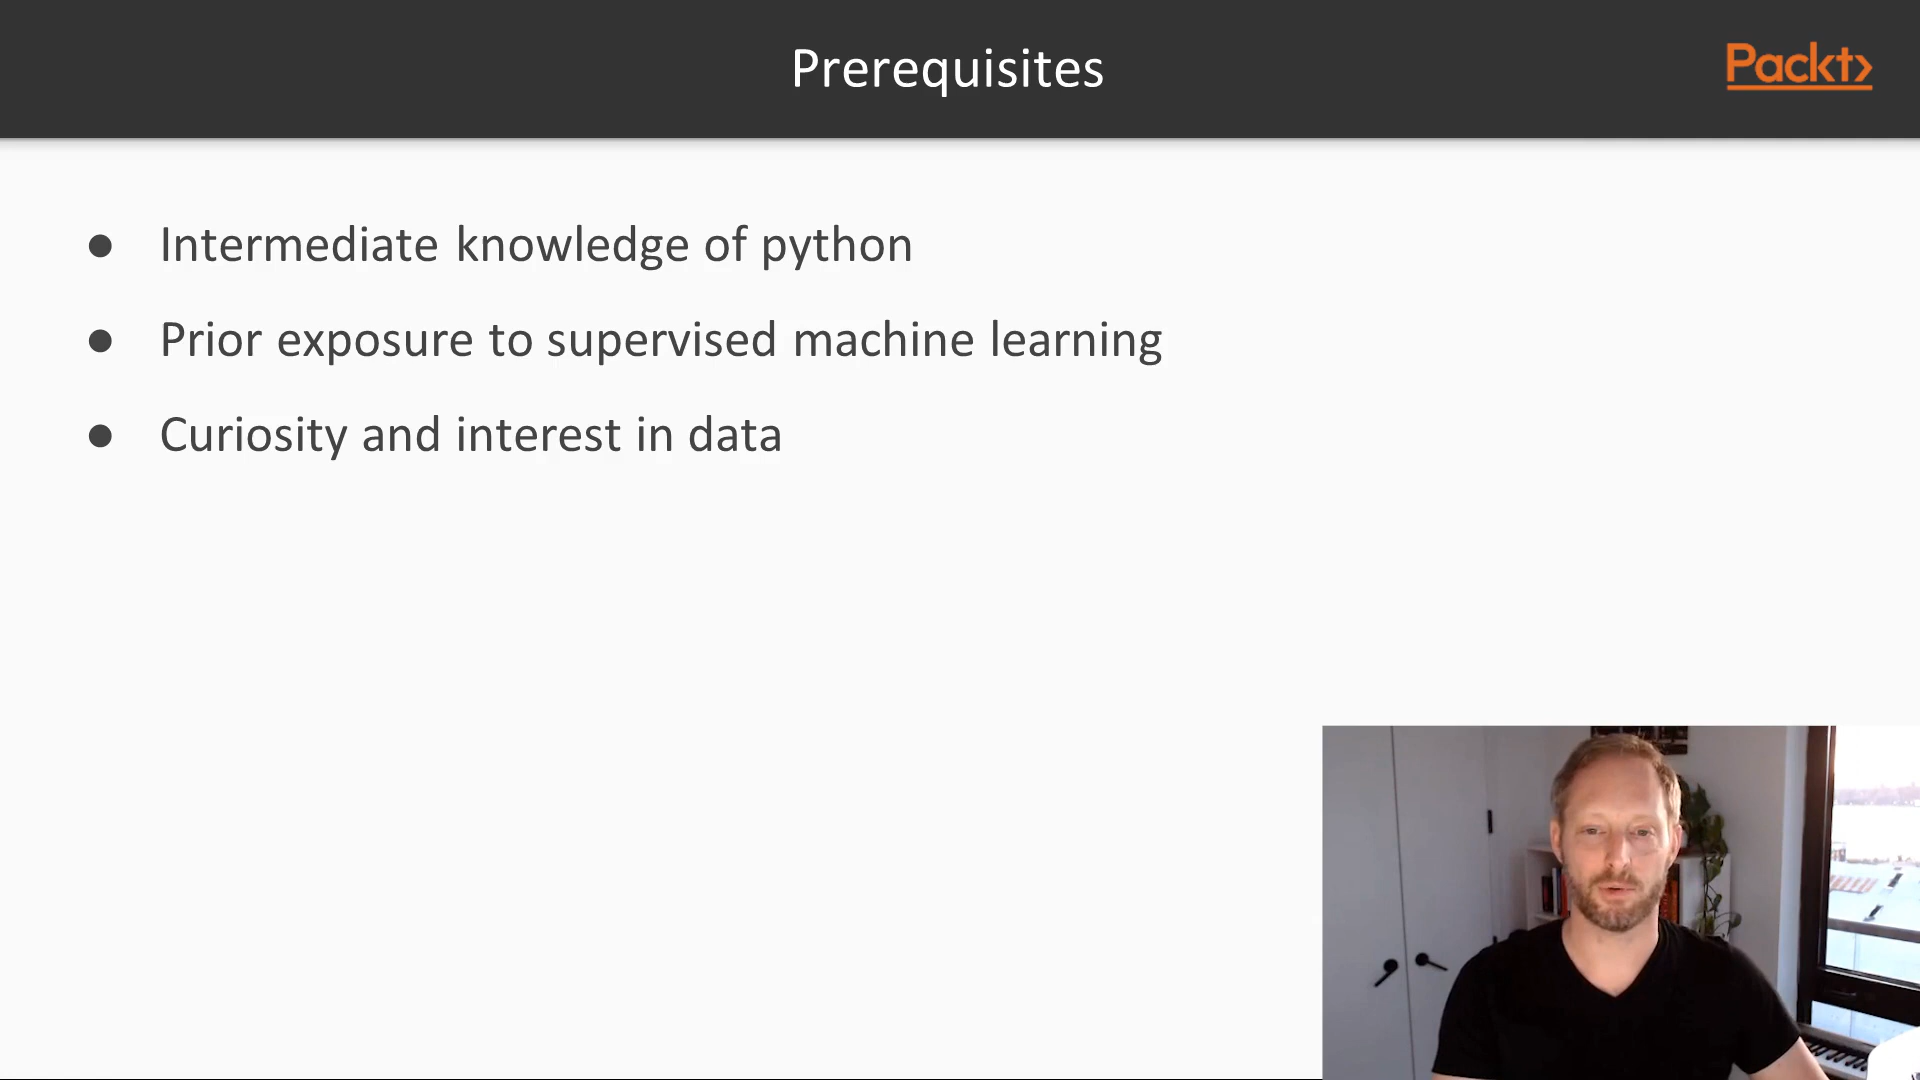 Prerequisites
Packt
● Intermediate knowledge of python
● Prior exposure to supervised machine learning
● Curiosity and interest in data